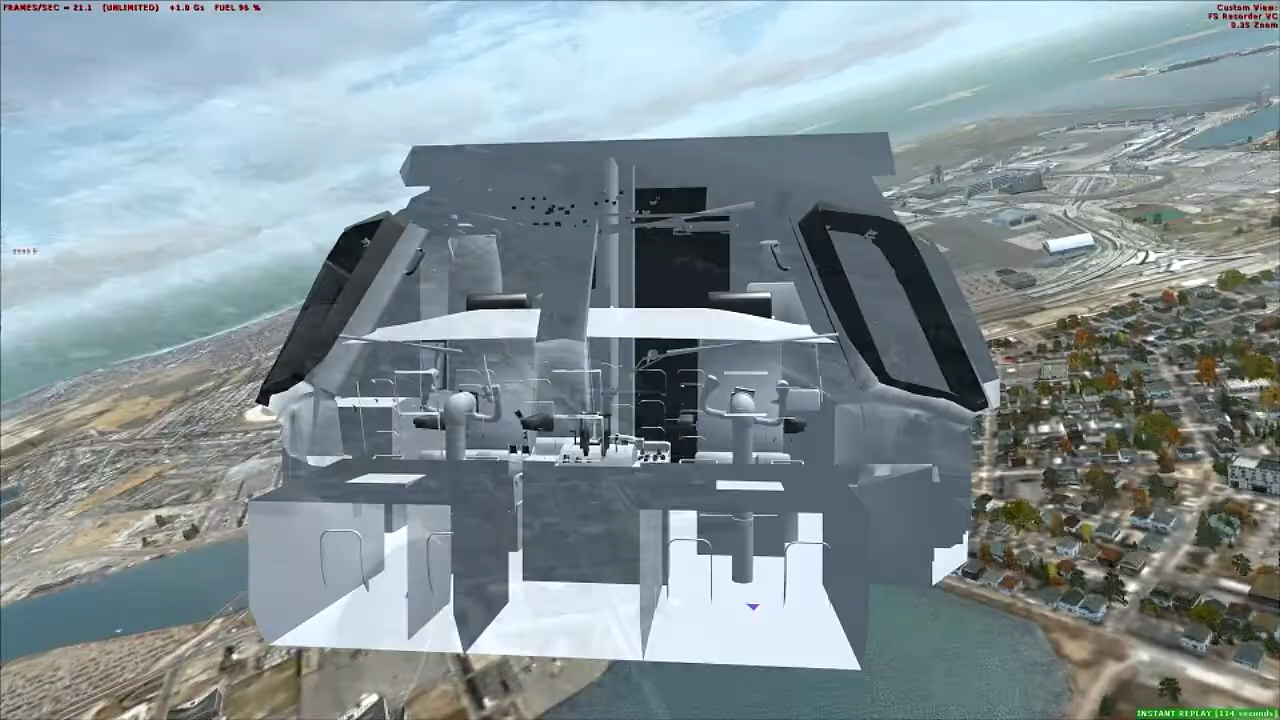 FRAMES/SEC = 21.1 (UNLIMITED) +1.0 Gs FUEL 96 %
Custom View:
FS Recorder VC
0.35 Zoom
INSTANT REPLAY [114 seconds]